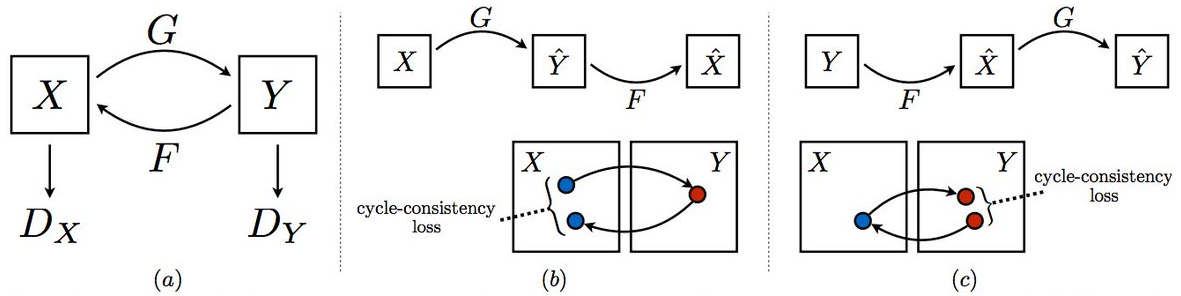 G
X
Y
F
D_X
D_Y
(a)
G
X
Ŷ
X̂
F
X
Y
cycle-consistency
loss
(b)
G
Y
X̂
Ŷ
F
X
Y
cycle-consistency
loss
(c)